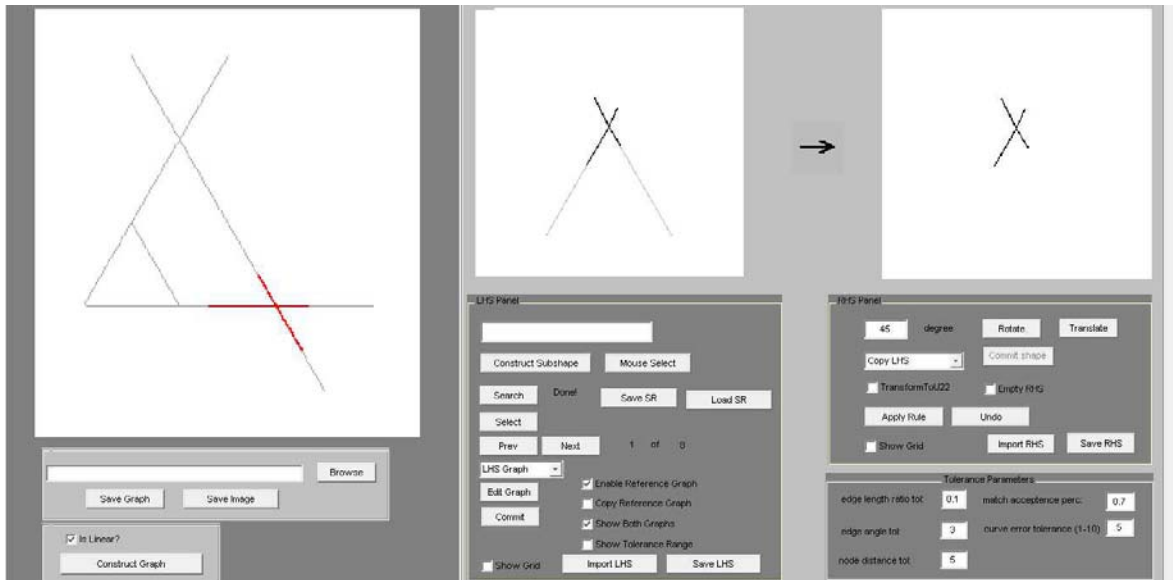 Browse
Save Graph
Save Image
Is Linear?
Construct Graph
LHS Panel
Construct Subshape
Mouse Select
Search
Done!
Save SR
Load SR
Select
Prev
Next
1 of 8
LHS Graph
Enable Reference Graph
Edit Graph
Copy Reference Graph
Commit
Show Both Graphs
Show Tolerance Range
Show Grid
Import LHS
Save LHS
RHS Panel
45
degree
Rotate
Translate
Copy LHS
Commit shape
TransformToU22
Empty RHS
Apply Rule
Undo
Show Grid
Import RHS
Save RHS
Tolerance Parameters
edge length ratio tol:
0.1
match acceptence perc:
0.7
edge angle tol
3
curve error tolerance (1-10)
5
node distance tol
5